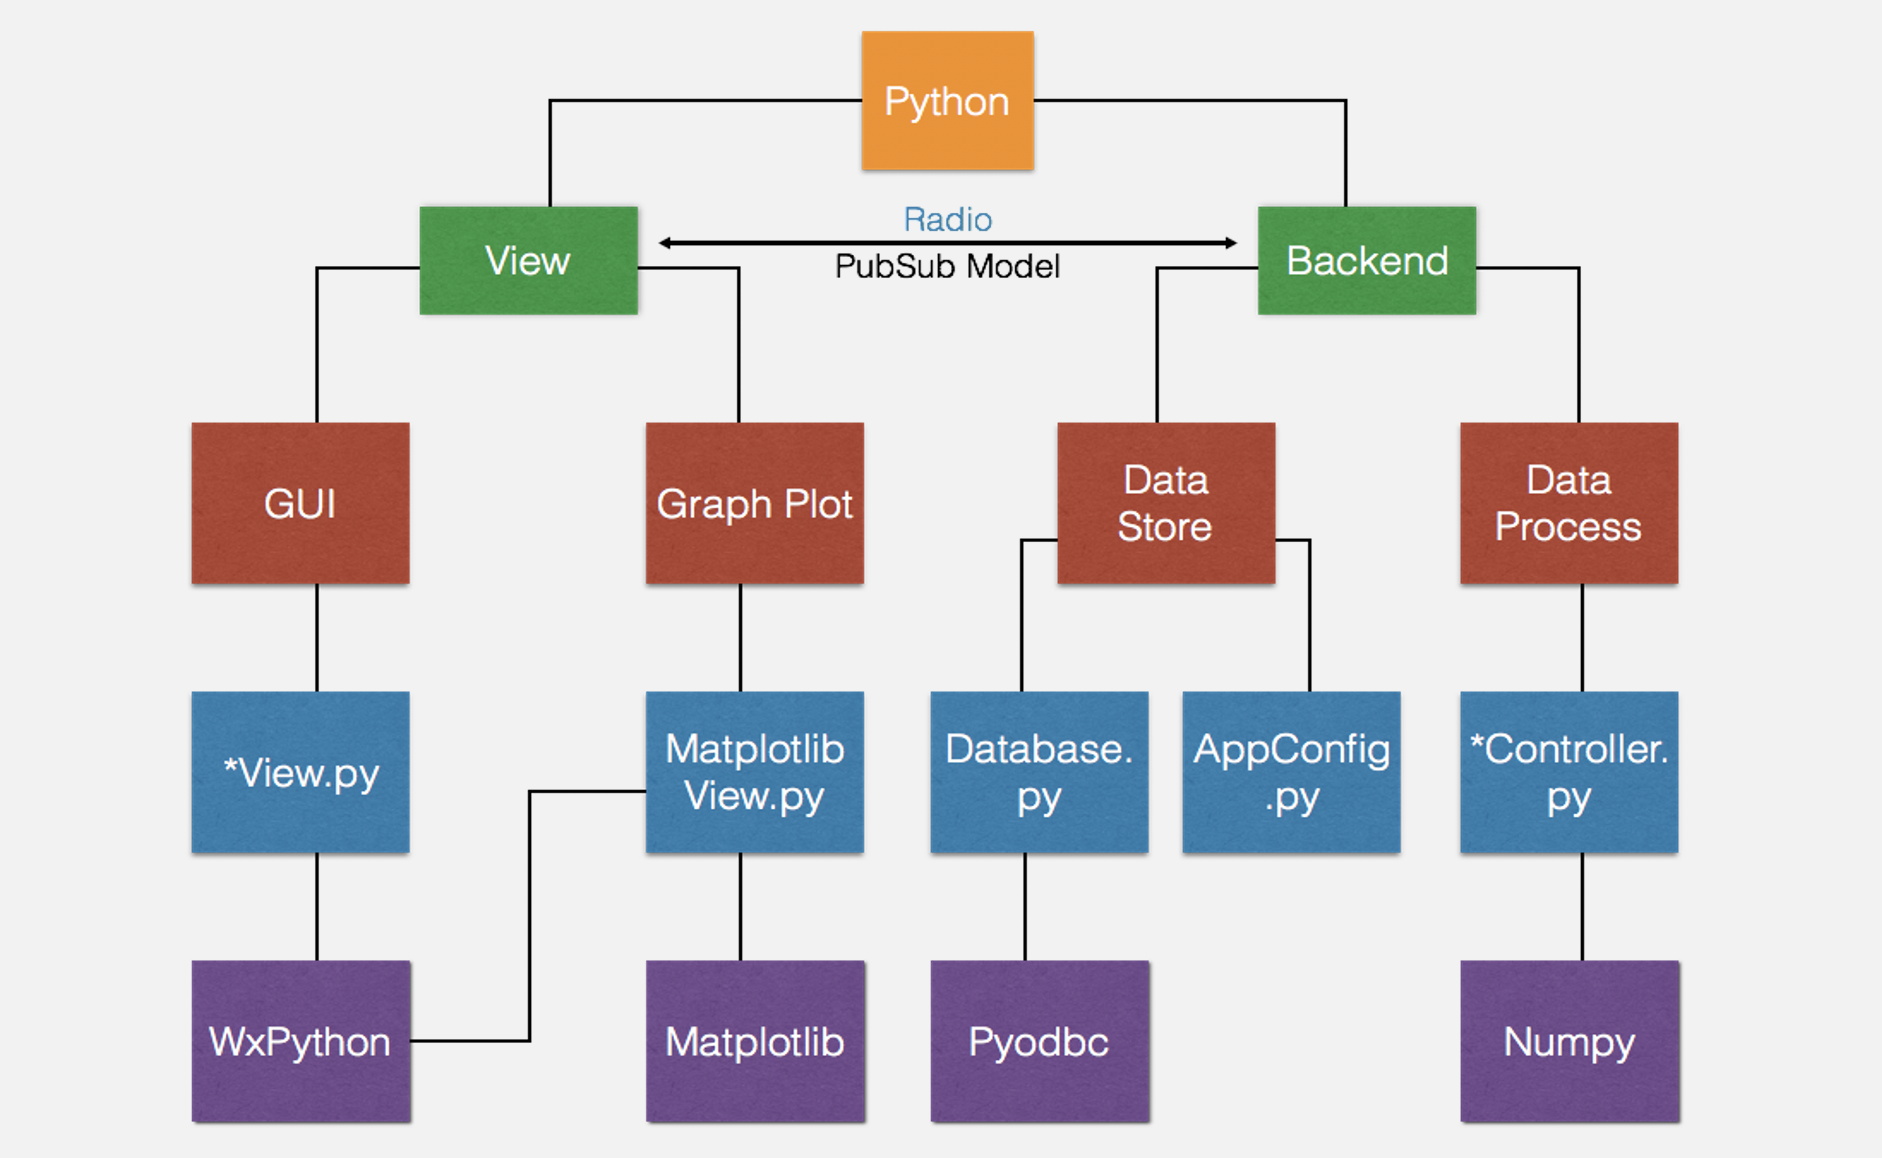 Python
Radio
PubSub Model
View
Backend
GUI
Graph Plot
Data
Store
Data
Process
*View.py
Matplotlib
View.py
Database.
py
AppConfig
.py
*Controller.
py
WxPython
Matplotlib
Pyodbc
Numpy